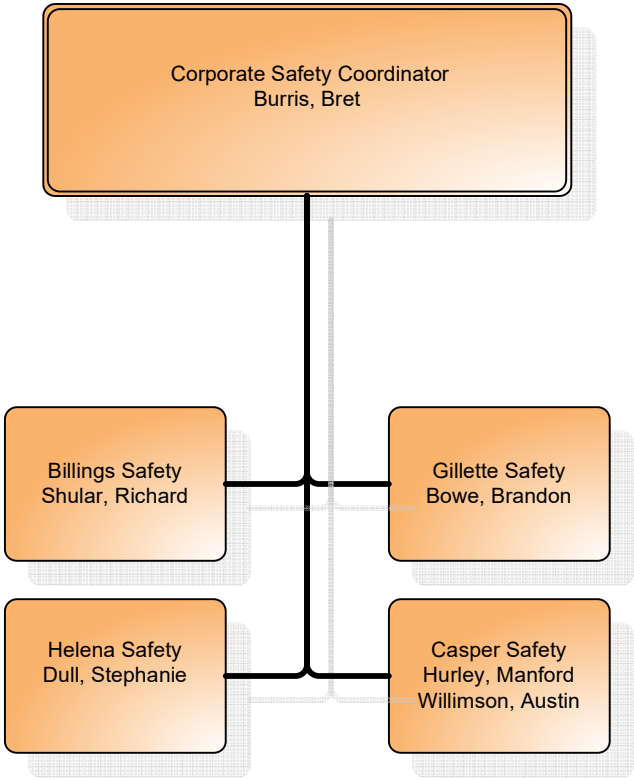 Corporate Safety Coordinator
Burris, Bret
Billings Safety
Shular, Richard
Gillette Safety
Bowe, Brandon
Helena Safety
Dull, Stephanie
Casper Safety
Hurley, Manford
Willimson, Austin